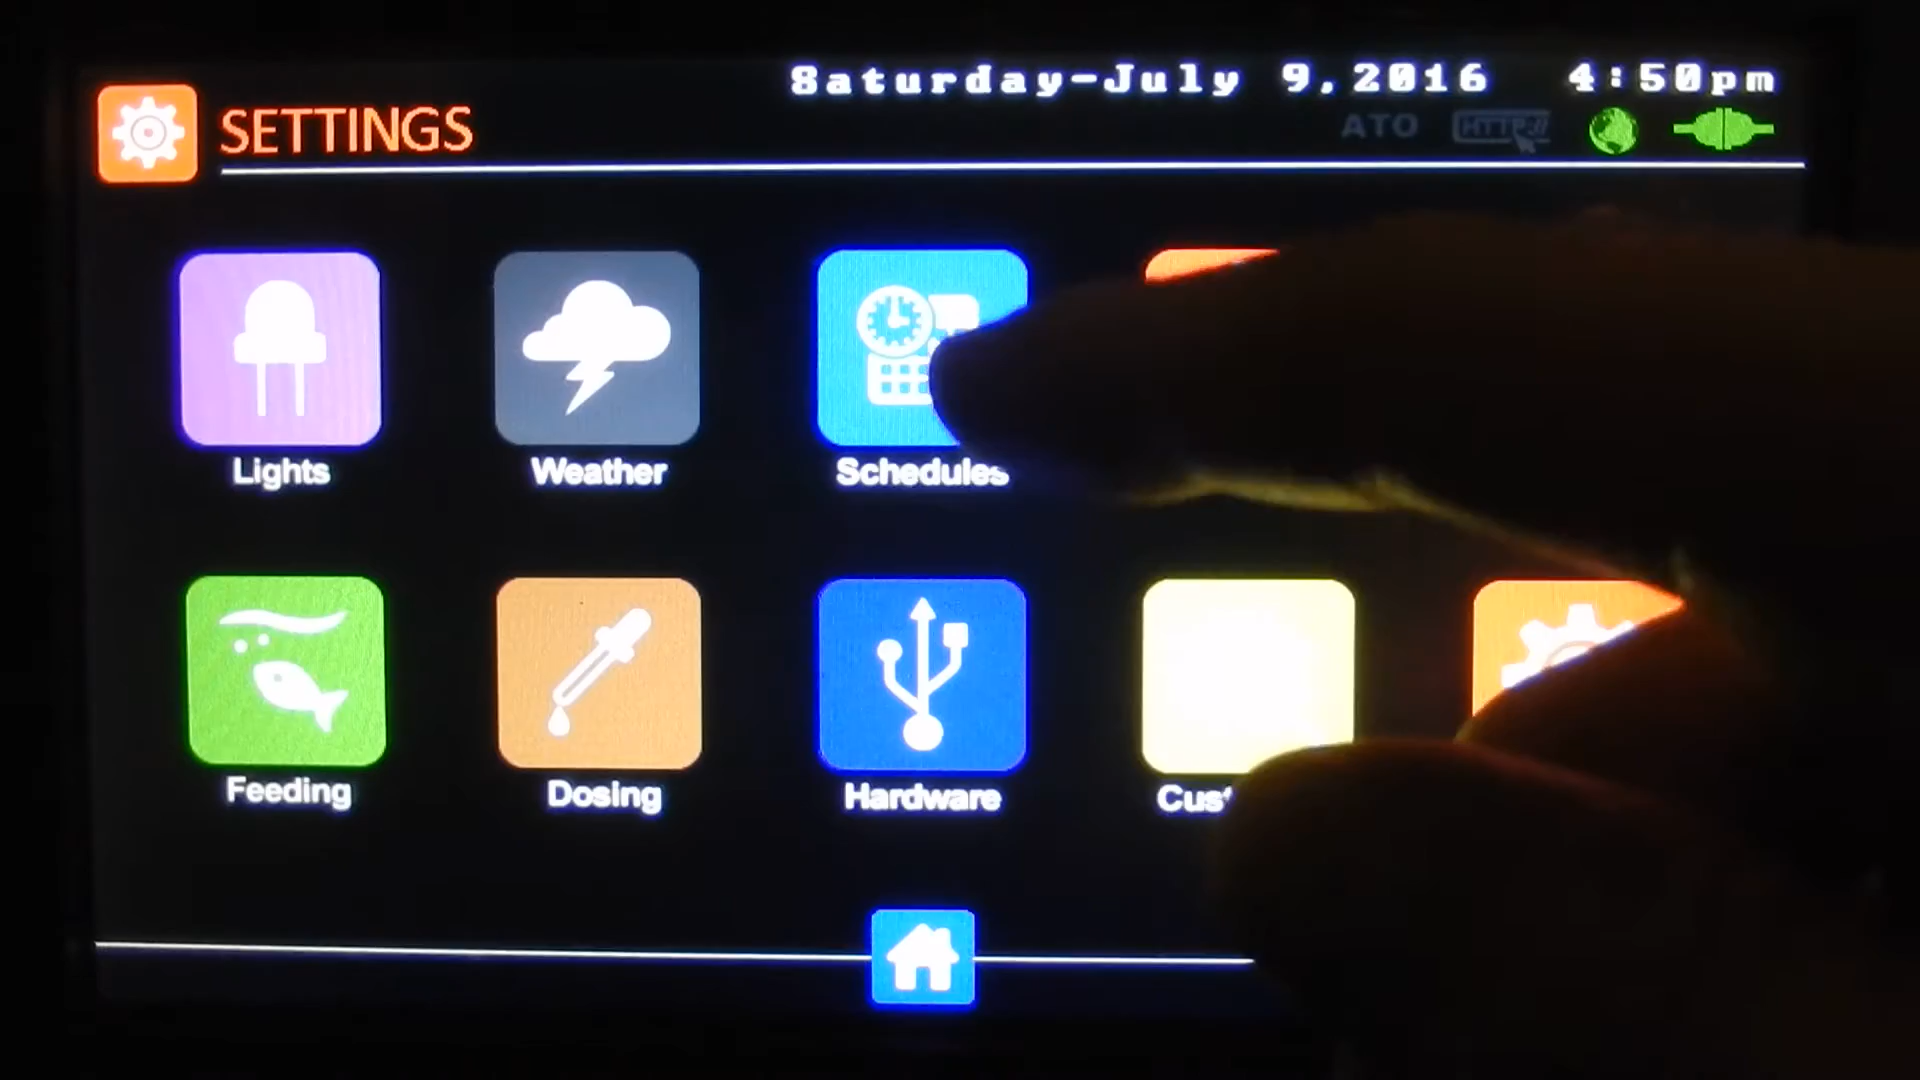 Saturday-July 9,2016 4:50pm
SETTINGS
ATO HTTP://
Lights Weather Schedules
Feeding Dosing Hardware